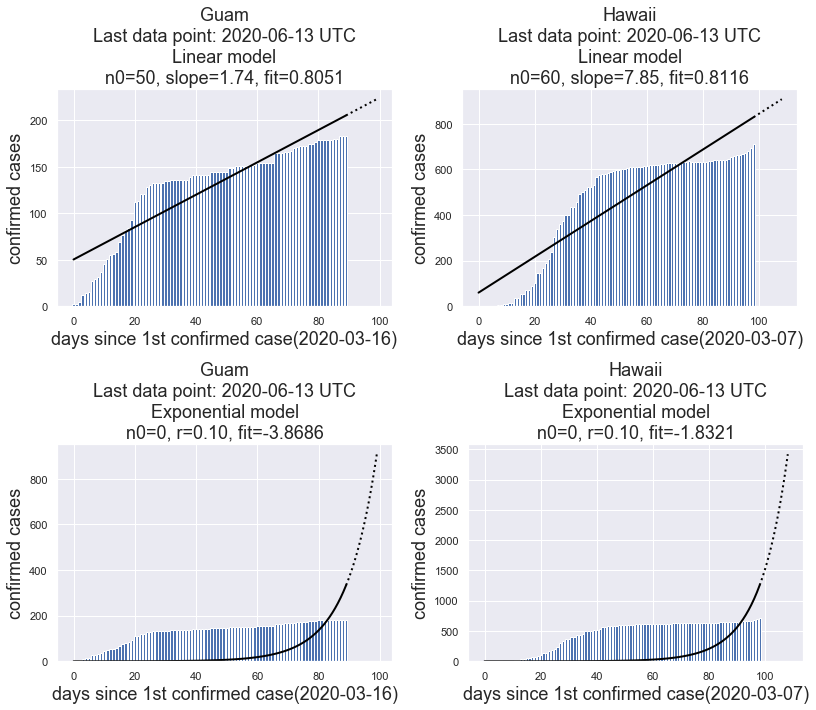 Guam
Last data point: 2020-06-13 UTC
Linear model
n0=50, slope=1.74, fit=0.8051
confirmed cases
200
150
100
50
0
0 20 40 60 80 100
days since 1st confirmed case(2020-03-16)
Hawaii
Last data point: 2020-06-13 UTC
Linear model
n0=60, slope=7.85, fit=0.8116
confirmed cases
800
600
400
200
0
0 20 40 60 80 100
days since 1st confirmed case(2020-03-07)
Guam
Last data point: 2020-06-13 UTC
Exponential model
n0=0, r=0.10, fit=-3.8686
confirmed cases
800
600
400
200
0
0 20 40 60 80 100
days since 1st confirmed case(2020-03-16)
Hawaii
Last data point: 2020-06-13 UTC
Exponential model
n0=0, r=0.10, fit=-1.8321
confirmed cases
3500
3000
2500
2000
1500
1000
500
0
0 20 40 60 80 100
days since 1st confirmed case(2020-03-07)